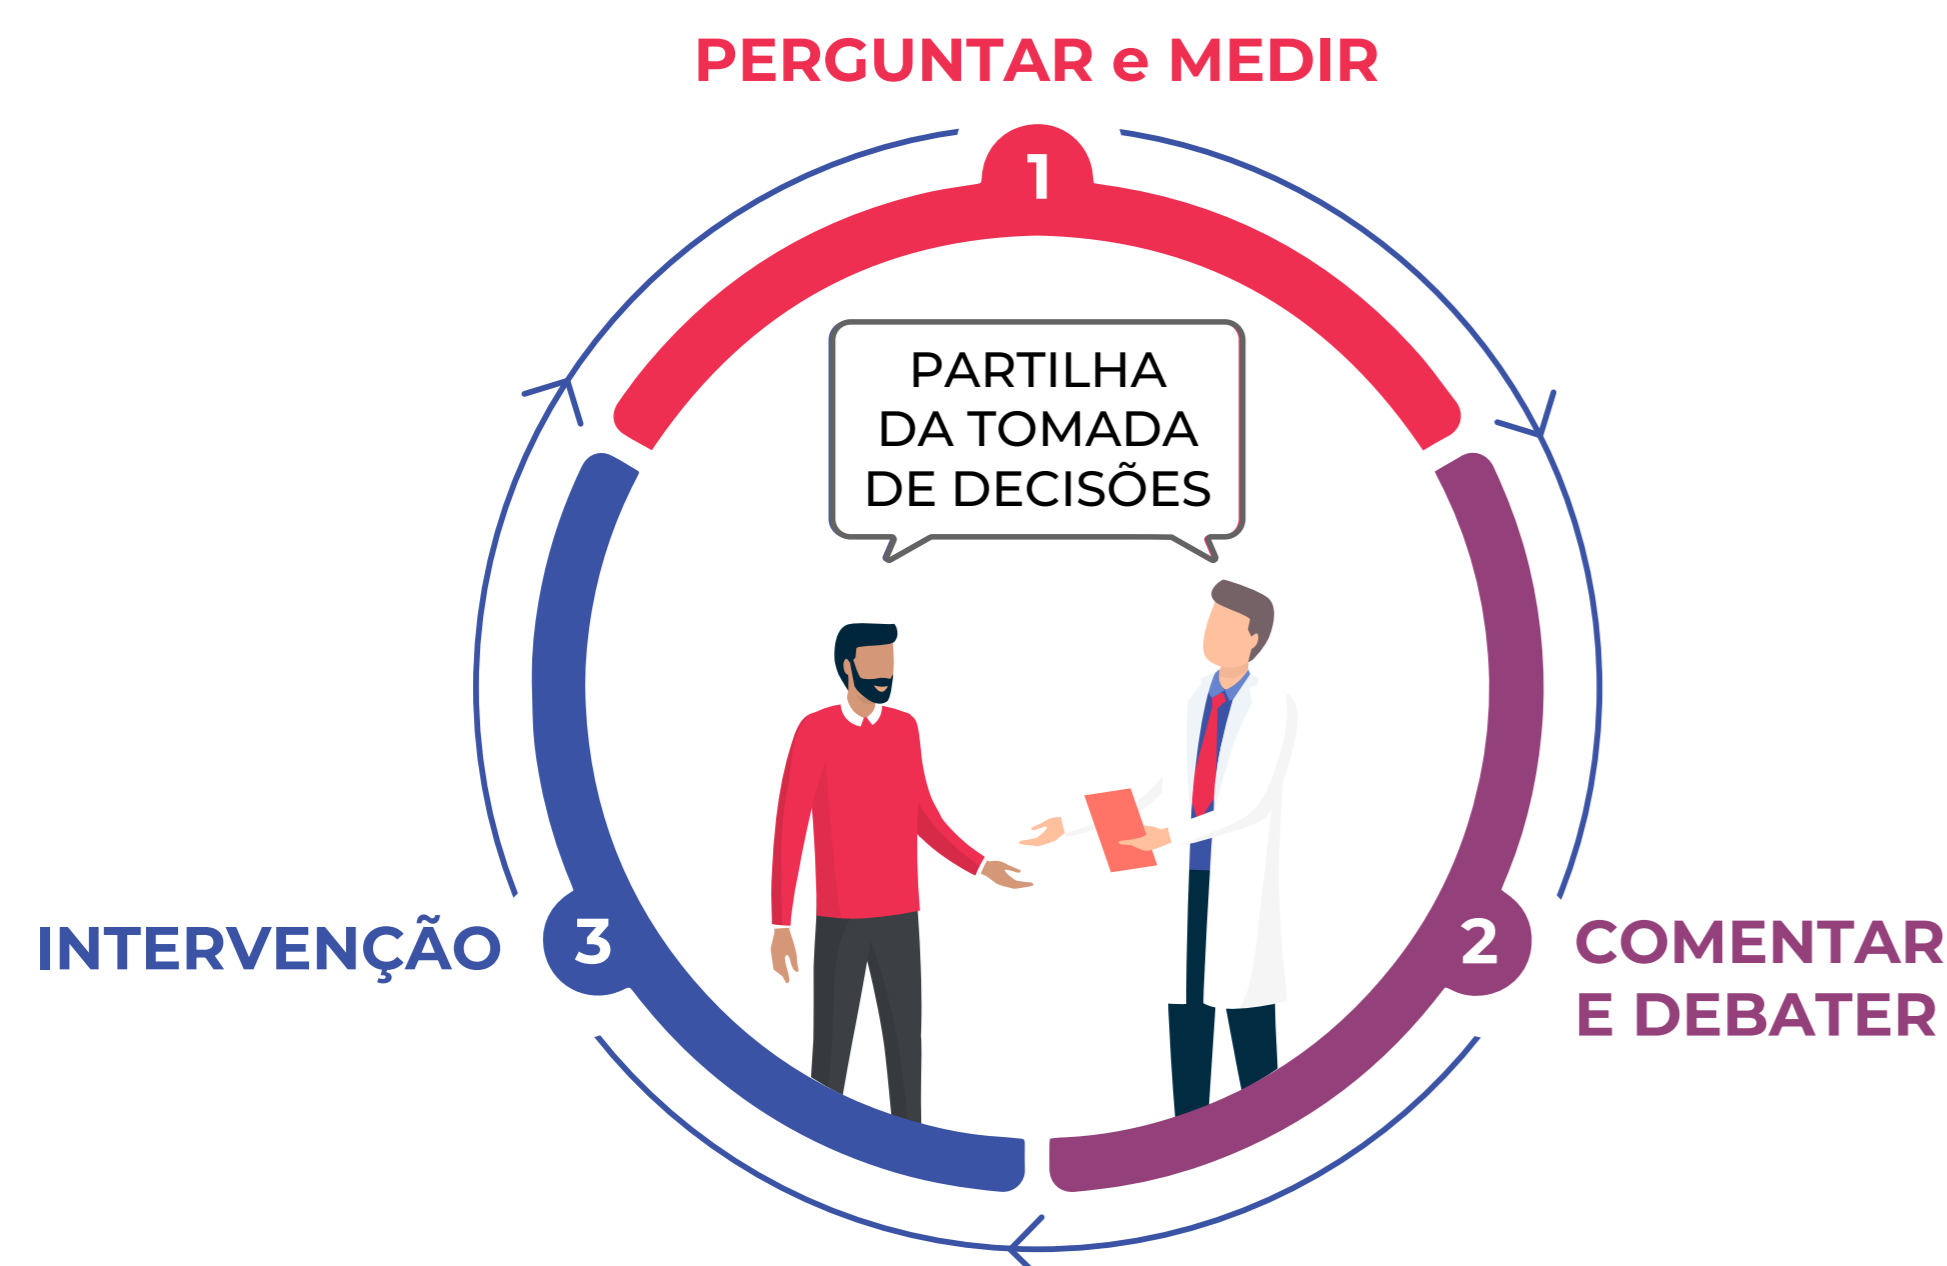 PERGUNTAR e MEDIR
1
PARTILHA
DA TOMADA
DE DECISÕES
2
COMENTAR
E DEBATER
3
INTERVENÇÃO